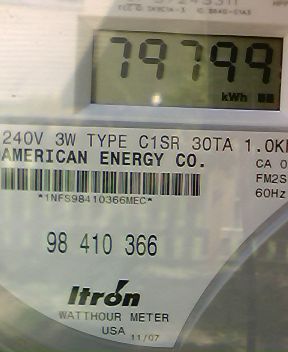 79799
kWh
240V 3W TYPE C1SR 30TA 1.0K
AMERICAN ENERGY CO.
CA 0
*1NFS98410366MEC*
FM2S
60Hz
98 410 366
Itron
WATTHOUR METER
USA 11/07